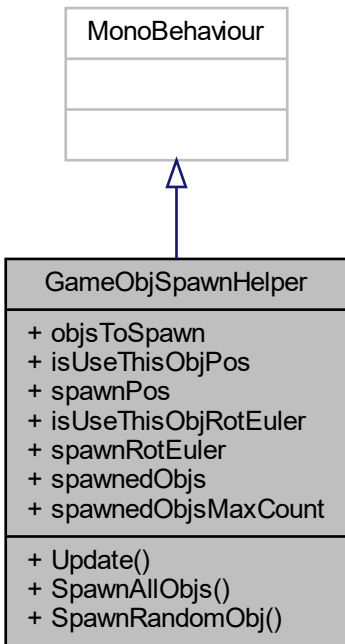 MonoBehaviour
GameObjSpawnHelper
+ objsToSpawn
+ isUseThisObjPos
+ spawnPos
+ isUseThisObjRotEuler
+ spawnRotEuler
+ spawnedObjs
+ spawnedObjsMaxCount
+ Update()
+ SpawnAllObjs()
+ SpawnRandomObj()